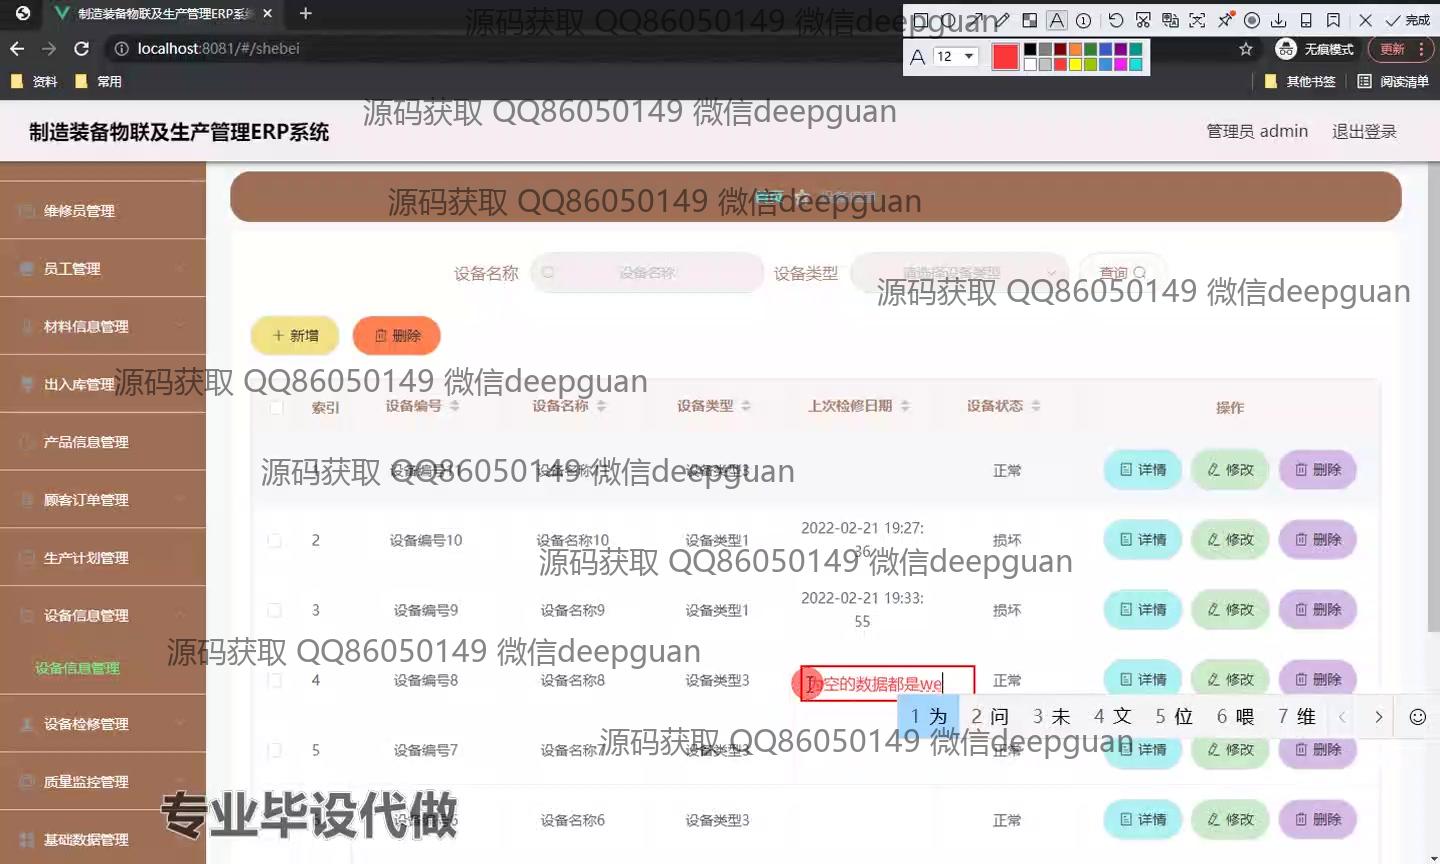 制造装备物联及生产管理ERP系统
localhost:8081/#/shebei
无痕模式
更新
完成
A 12
资料
常用
其他书签
阅读清单
源码获取 QQ86050149 微信deepguan
源码获取 QQ86050149 微信deepguan
制造装备物联及生产管理ERP系统
管理员 admin
退出登录
源码获取 QQ86050149 微信deepguan
首页
维修员管理
员工管理
材料信息管理
出入库管理
产品信息管理
顾客订单管理
生产计划管理
设备信息管理
设备信息管理
设备检修管理
质量监控管理
基础数据管理
设备名称 设备名称 设备类型 请选择设备类型 查询
源码获取 QQ86050149 微信deepguan
+ 新增 删除
源码获取 QQ86050149 微信deepguan
索引 设备编号 设备名称 设备类型 上次检修日期 设备状态 操作
正常 详情 修改 删除
源码获取 QQ86050149 微信deepguan
2 设备编号10 设备名称10 设备类型1 2022-02-21 19:27:36 损坏 详情 修改 删除
源码获取 QQ86050149 微信deepguan
3 设备编号9 设备名称9 设备类型1 2022-02-21 19:33:55 损坏 详情 修改 删除
源码获取 QQ86050149 微信deepguan
4 设备编号8 设备名称8 设备类型3 正常 详情 修改 删除
为空的数据都是we
1 为 2 问 3 未 4 文 5 位 6 喂 7 维
源码获取 QQ86050149 微信deepguan
5 设备编号7 设备名称7 设备类型3 正常 详情 修改 删除
设备名称6 设备类型3 正常 详情 修改 删除
专业毕设代做